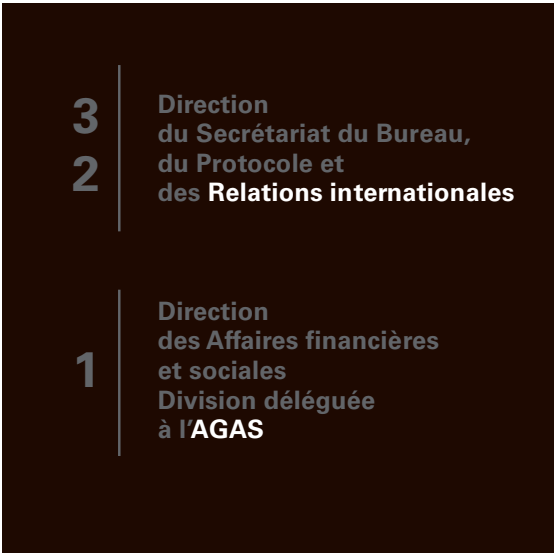 3
2
Direction
du Secrétariat du Bureau,
du Protocole et
des Relations internationales
1
Direction
des Affaires financières
et sociales
Division déléguée
à l'AGAS